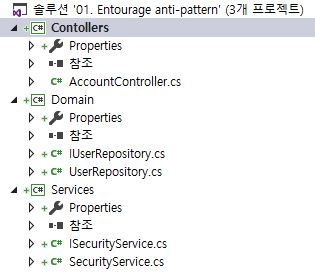 솔루션 '01. Entourage anti-pattern' (3개 프로젝트)
C# Contollers
Properties
참조
C# AccountController.cs
C# Domain
Properties
참조
C# IUserRepository.cs
C# UserRepository.cs
C# Services
Properties
참조
C# ISecurityService.cs
C# SecurityService.cs